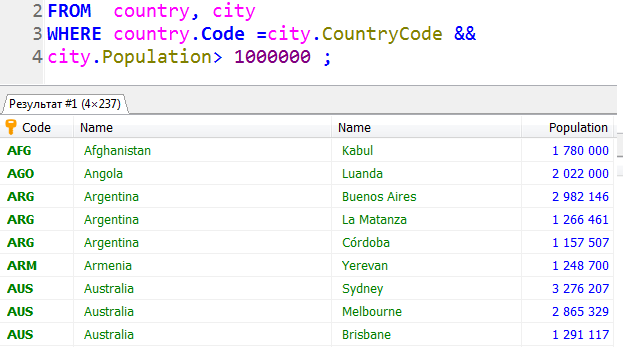 2 FROM  country, city
3 WHERE country.Code =city.CountryCode &&
4 city.Population> 1000000 ;
Результат #1 (4×237)
Code Name Name Population
AFG Afghanistan Kabul 1 780 000
AGO Angola Luanda 2 022 000
ARG Argentina Buenos Aires 2 982 146
ARG Argentina La Matanza 1 266 461
ARG Argentina Córdoba 1 157 507
ARM Armenia Yerevan 1 248 700
AUS Australia Sydney 3 276 207
AUS Australia Melbourne 2 865 329
AUS Australia Brisbane 1 291 117